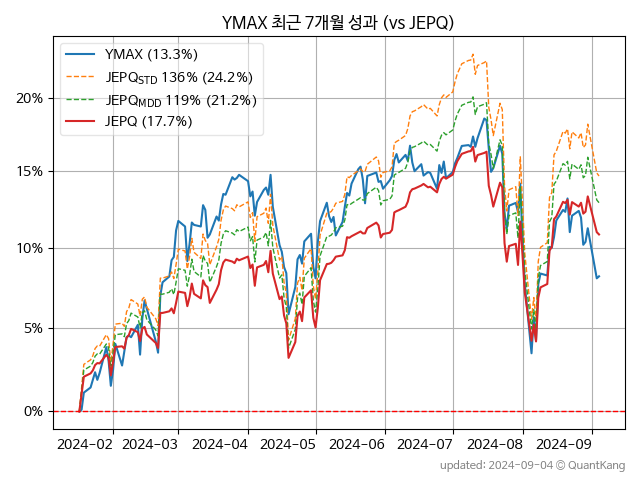 YMAX 최근 7개월 성과 (vs JEPQ)
YMAX (13.3%)
JEPQSTD 136% (24.2%)
JEPQMDD 119% (21.2%)
JEPQ (17.7%)
20%
15%
10%
5%
0%
2024-02 2024-03 2024-04 2024-05 2024-06 2024-07 2024-08 2024-09
updated: 2024-09-04 © QuantKang